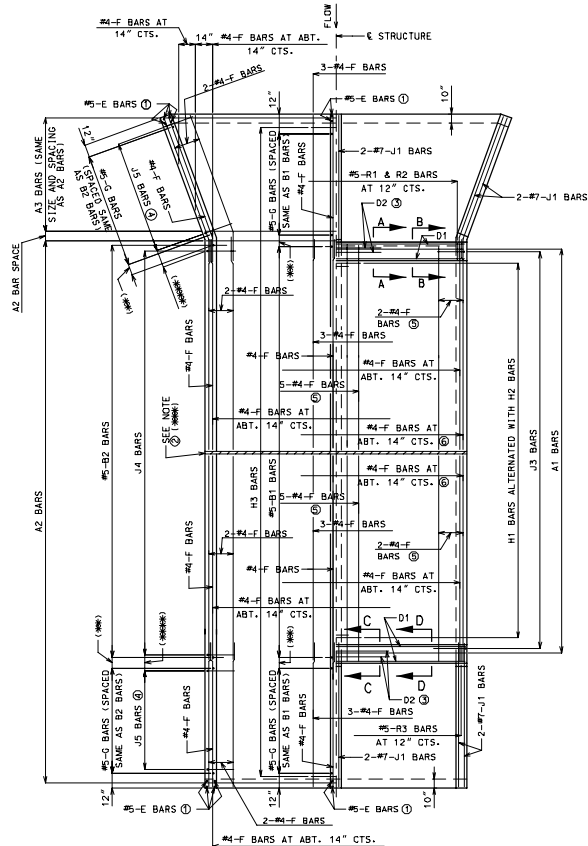 #4-F BARS AT
14" CTS.
14"
#4-F BARS AT ABT.
14" CTS.
FLOW
℄ STRUCTURE
2-#4-F BARS
3-#4-F BARS
#5-E BARS ①
12"
#5-E BARS ①
10"
A3 BARS (SAME
SIZE AND SPACING
AS A2 BARS)
12"
#5-G BARS
(SPACED SAME
AS B2 BARS)
J5 BARS ④
#4-F BARS
#5-G BARS (SPACED
SAME AS B1 BARS)
#4-F BARS
2-#7-J1 BARS
#5-R1 & R2 BARS
AT 12" CTS.
2-#7-J1 BARS
D2 ③
A
B
D1
A
B
A2 BAR SPACE
(**)
(****)
(**)
2-#4-F BARS
2-#4-F
BARS ⑤
3-#4-F BARS
#4-F BARS
#4-F BARS AT
ABT. 14" CTS.
5-#4-F BARS
⑤
#4-F BARS
SEE NOTE
② (***)
#4-F BARS AT
ABT. 14" CTS.
#4-F BARS AT
ABT. 14" CTS. ⑥
A2 BARS
#5-B2 BARS
J4 BARS
H3 BARS
#5-B1 BARS
H1 BARS ALTERNATED WITH H2 BARS
J3 BARS
A1 BARS
#4-F BARS AT
ABT. 14" CTS. ⑥
5-#4-F BARS
⑤
3-#4-F BARS
2-#4-F BARS
2-#4-F
BARS ⑤
#4-F BARS
#4-F BARS
#4-F BARS AT
ABT. 14" CTS.
#4-F BARS AT
ABT. 14" CTS.
(**)
(****)
(**)
C
D
D1
C
D
D2 ③
#5-G BARS (SPACED
SAME AS B2 BARS)
J5 BARS ④
#4-F BARS
#5-G BARS (SPACED
SAME AS B1 BARS)
#4-F BARS
3-#4-F BARS
#5-R3 BARS
AT 12" CTS.
2-#7-J1 BARS
2-#7-J1 BARS
12"
12"
10"
#5-E BARS ①
#5-E BARS ①
2-#4-F BARS
#4-F BARS AT ABT. 14" CTS.